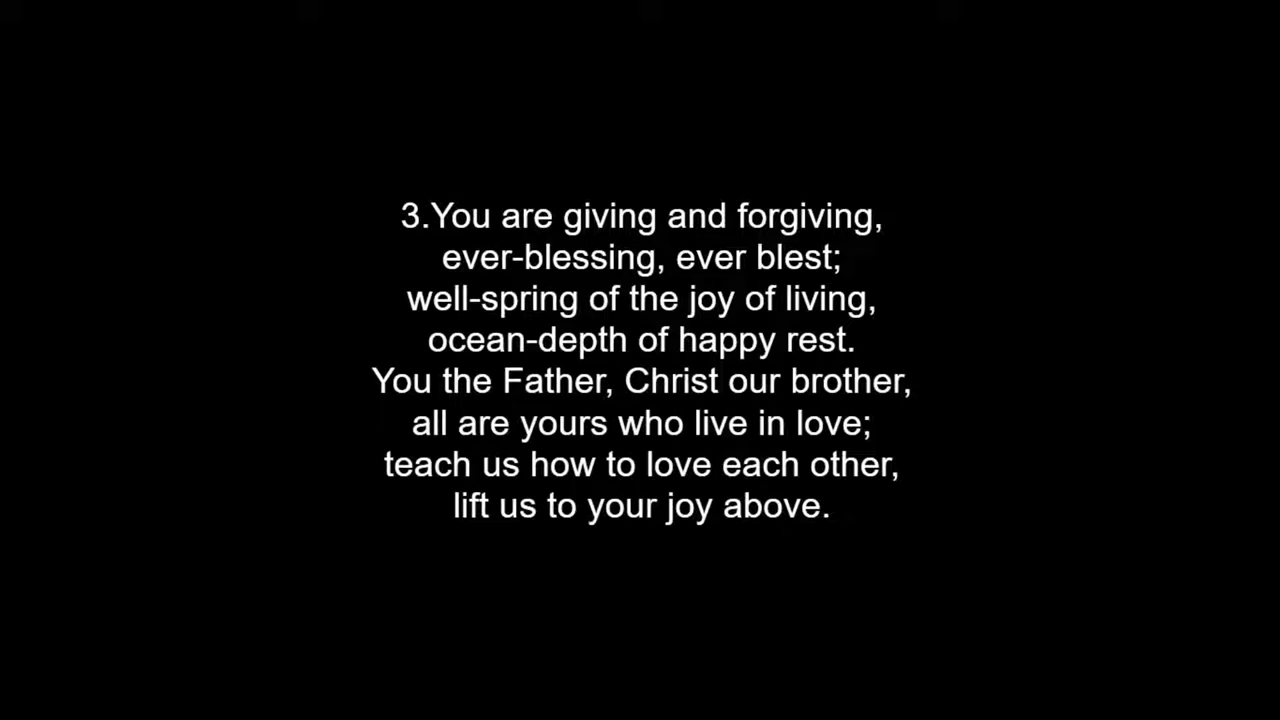 3.You are giving and forgiving,
ever-blessing, ever blest;
well-spring of the joy of living,
ocean-depth of happy rest.
You the Father, Christ our brother,
all are yours who live in love;
teach us how to love each other,
lift us to your joy above.